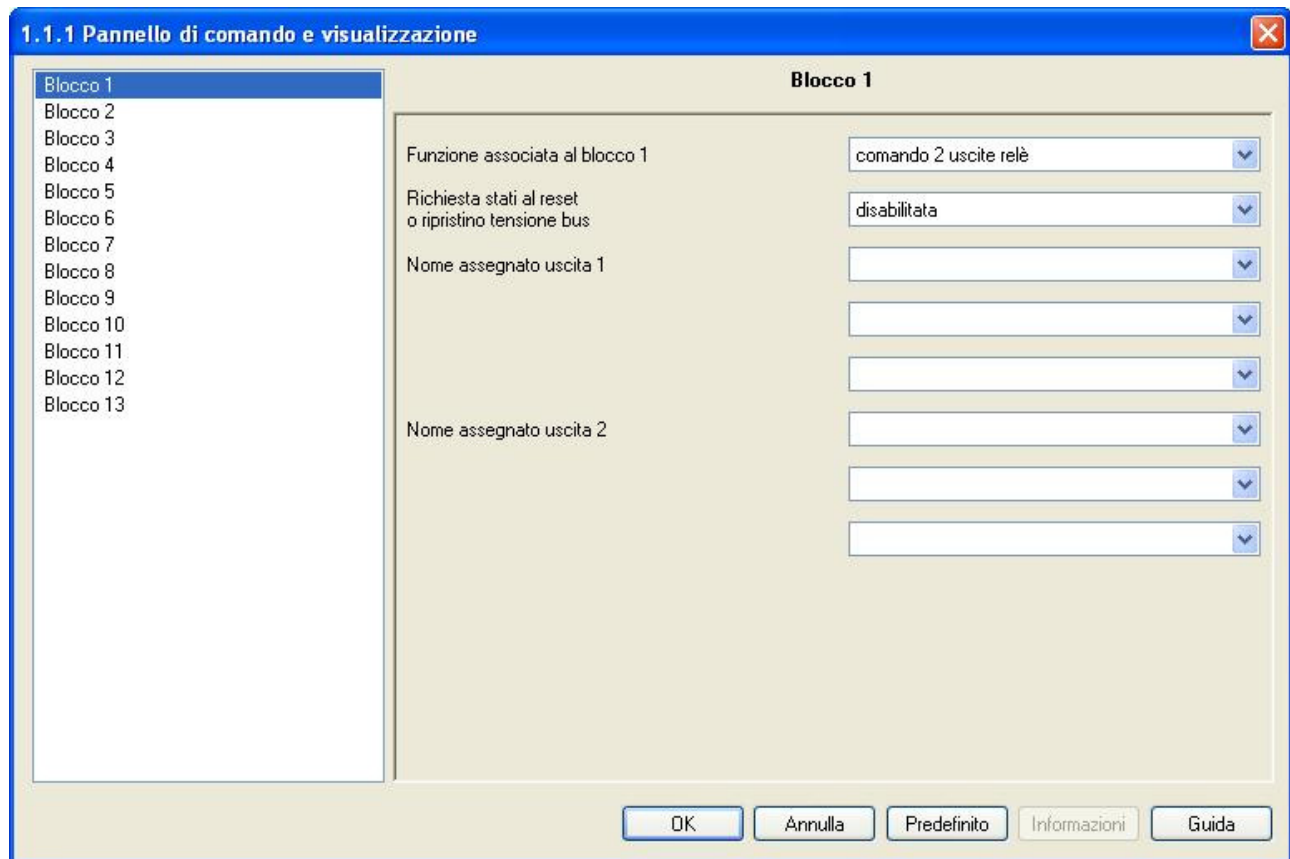 1.1.1 Pannello di comando e visualizzazione
Blocco 1
Blocco 2
Blocco 3
Blocco 4
Blocco 5
Blocco 6
Blocco 7
Blocco 8
Blocco 9
Blocco 10
Blocco 11
Blocco 12
Blocco 13
Blocco 1
Funzione associata al blocco 1
comando 2 uscite relè
Richiesta stati al reset
o ripristino tensione bus
disabilitata
Nome assegnato uscita 1
Nome assegnato uscita 2
OK
Annulla
Predefinito
Informazioni
Guida